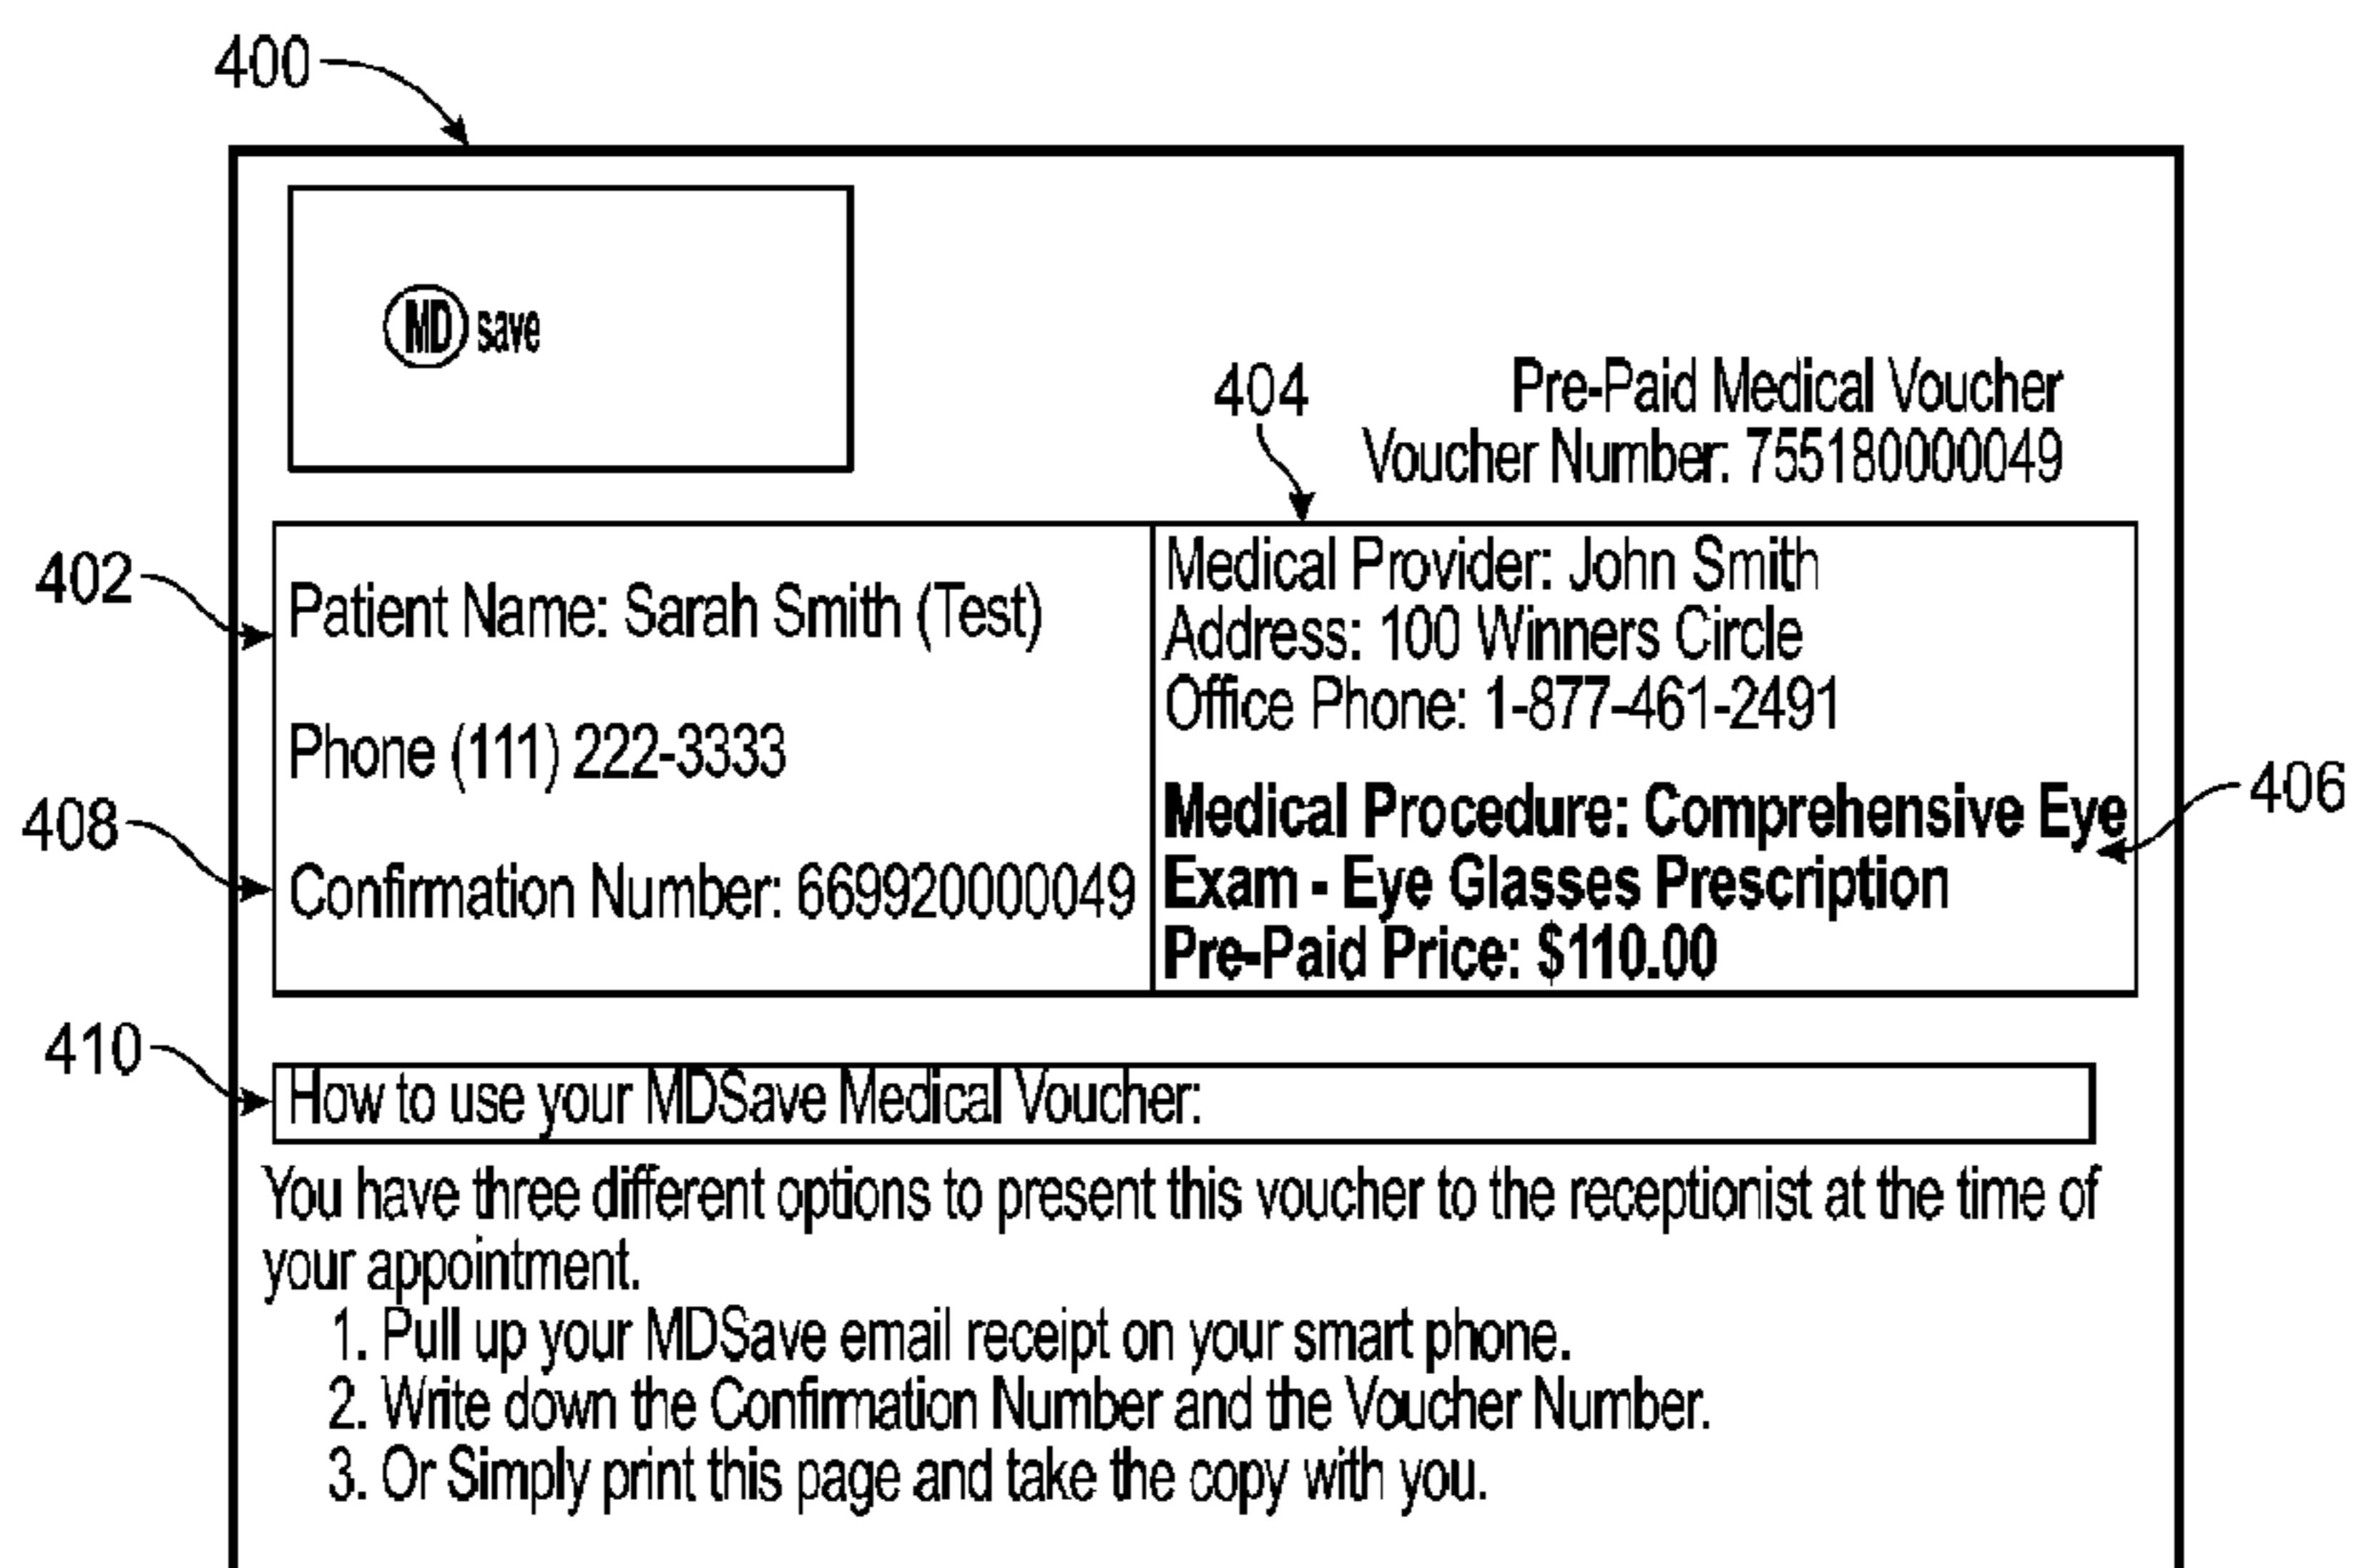 400
MD save
404
Pre-Paid Medical Voucher
Voucher Number: 755180000049
402
Patient Name: Sarah Smith (Test)
Phone (111) 222-3333
408
Confirmation Number: 669920000049
Medical Provider: John Smith
Address: 100 Winners Circle
Office Phone: 1-877-461-2491
Medical Procedure: Comprehensive Eye
Exam - Eye Glasses Prescription
Pre-Paid Price: $110.00
406
410
How to use your MDSave Medical Voucher:
You have three different options to present this voucher to the receptionist at the time of
your appointment.
1. Pull up your MDSave email receipt on your smart phone.
2. Write down the Confirmation Number and the Voucher Number.
3. Or Simply print this page and take the copy with you.